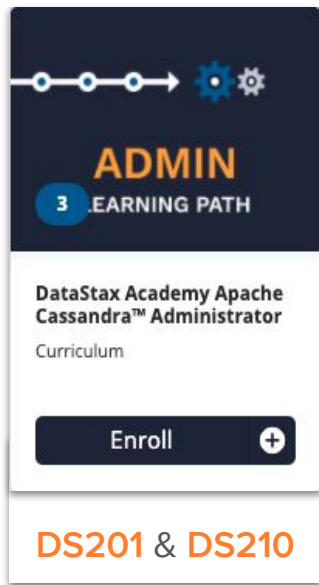 ADMIN
3 EARNING PATH
DataStax Academy Apache
Cassandra™ Administrator
Curriculum
Enroll
DS201 & DS210